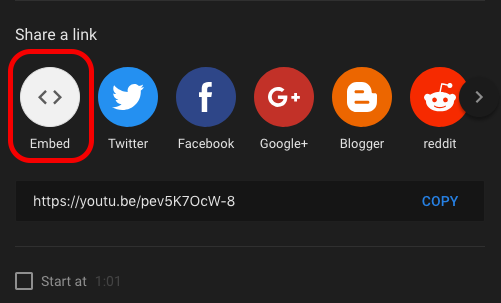 Share a link
Embed Twitter Facebook Google+ Blogger reddit
https://youtu.be/pev5K7OcW-8 COPY
Start at 1:01